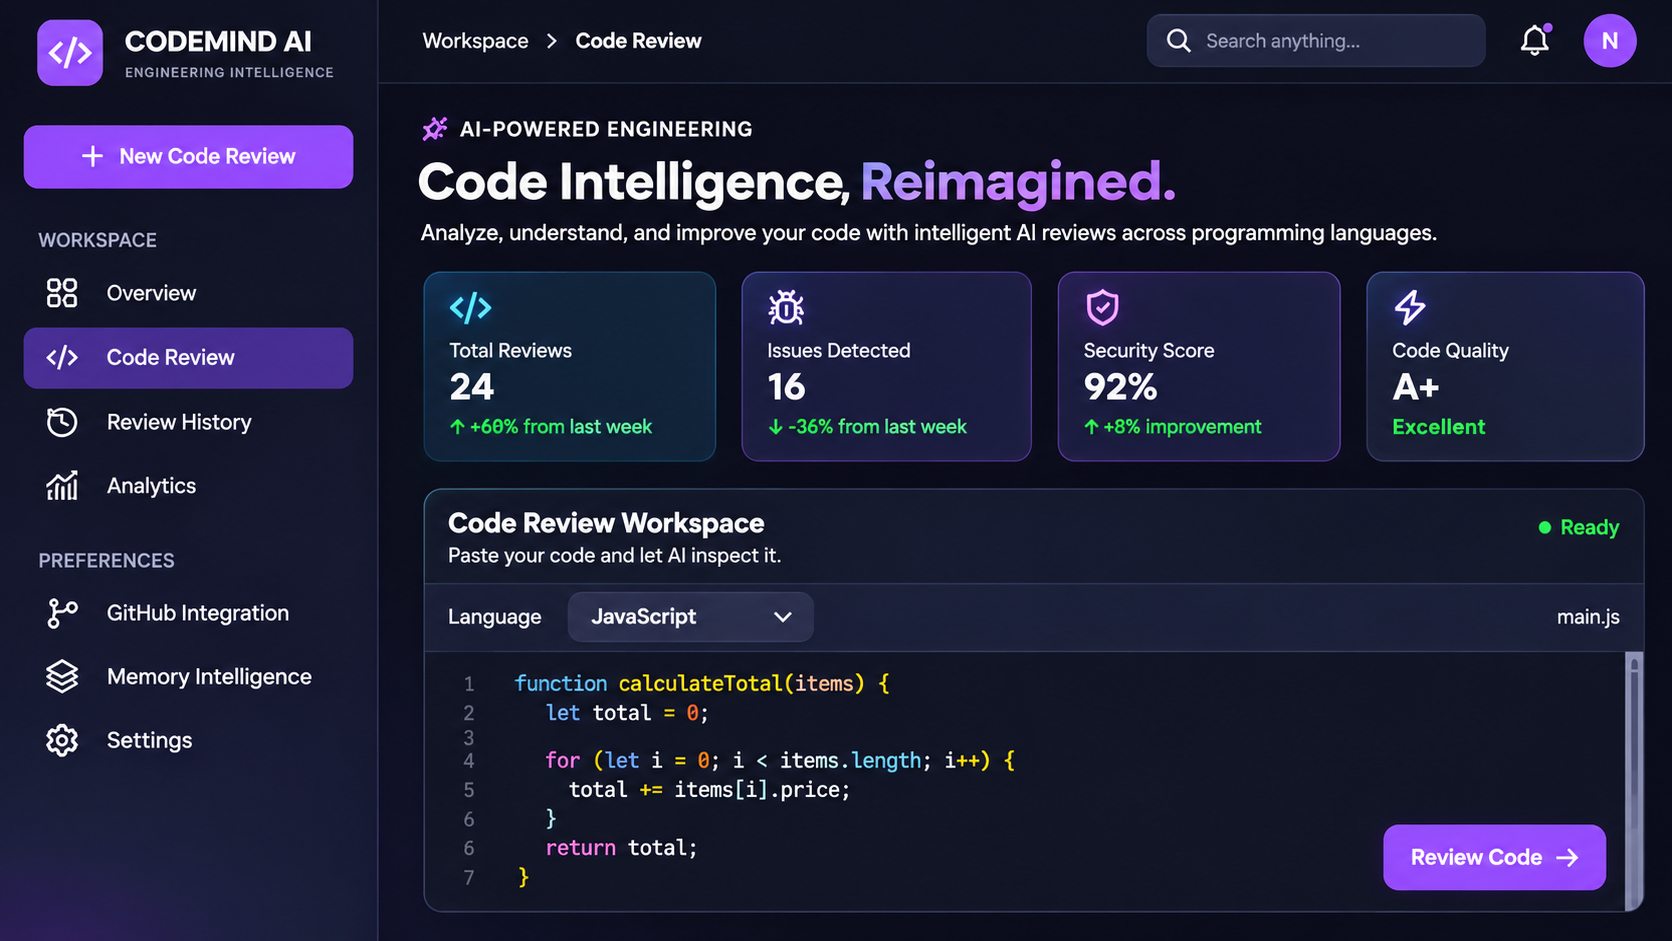 CODEMIND AI
ENGINEERING INTELLIGENCE
New Code Review
WORKSPACE
Overview
Code Review
Review History
Analytics
PREFERENCES
GitHub Integration
Memory Intelligence
Settings
Workspace > Code Review
Search anything...
N
AI-POWERED ENGINEERING
Code Intelligence, Reimagined.
Analyze, understand, and improve your code with intelligent AI reviews across programming languages.
</> 
Total Reviews
24
↑ +60% from last week
Issues Detected
16
↓ -36% from last week
Security Score
92%
↑ +8% improvement
Code Quality
A+
Excellent
Code Review Workspace
Paste your code and let AI inspect it.
Ready
Language
JavaScript
main.js
1 function calculateTotal(items) {
2 let total = 0;
3
4 for (let i = 0; i < items.length; i++) {
5 total += items[i].price;
6 }
6 return total;
7 }
Review Code →